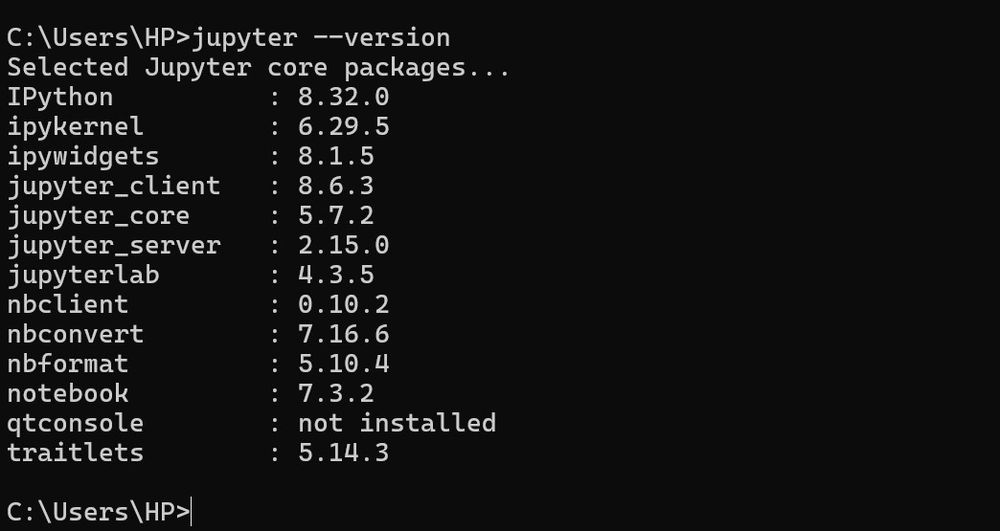 C:\Users\HP>jupyter --version
Selected Jupyter core packages...
IPython          : 8.32.0
ipykernel        : 6.29.5
ipywidgets       : 8.1.5
jupyter_client   : 8.6.3
jupyter_core     : 5.7.2
jupyter_server   : 2.15.0
jupyterlab       : 4.3.5
nbclient         : 0.10.2
nbconvert        : 7.16.6
nbformat         : 5.10.4
notebook         : 7.3.2
qtconsole        : not installed
traitlets        : 5.14.3
C:\Users\HP>